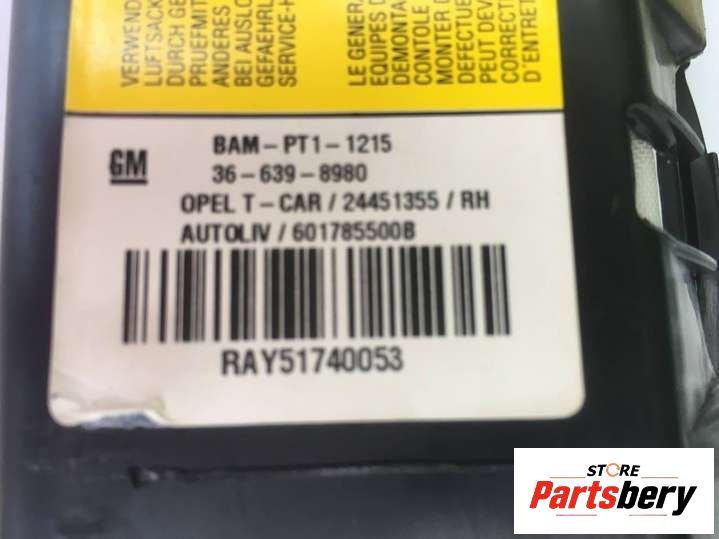 VERWEND
LUFTSACK
DURCH GE
PRUEFMIT
ANDERES
BEI AUSLO
GEFAEHRL
SERVICE-H
LE GENER
EQUIPES D
DEMONTA
CONTOLE
MONTER D
DEFECTUE
PEUT DEV
CORRECT
D'ENTRET
GM
BAM-PT1-1215
36-639-8980
OPEL T-CAR / 24451355 / RH
AUTOLIV / 601785500B
RAY51740053
STORE
Partsbery